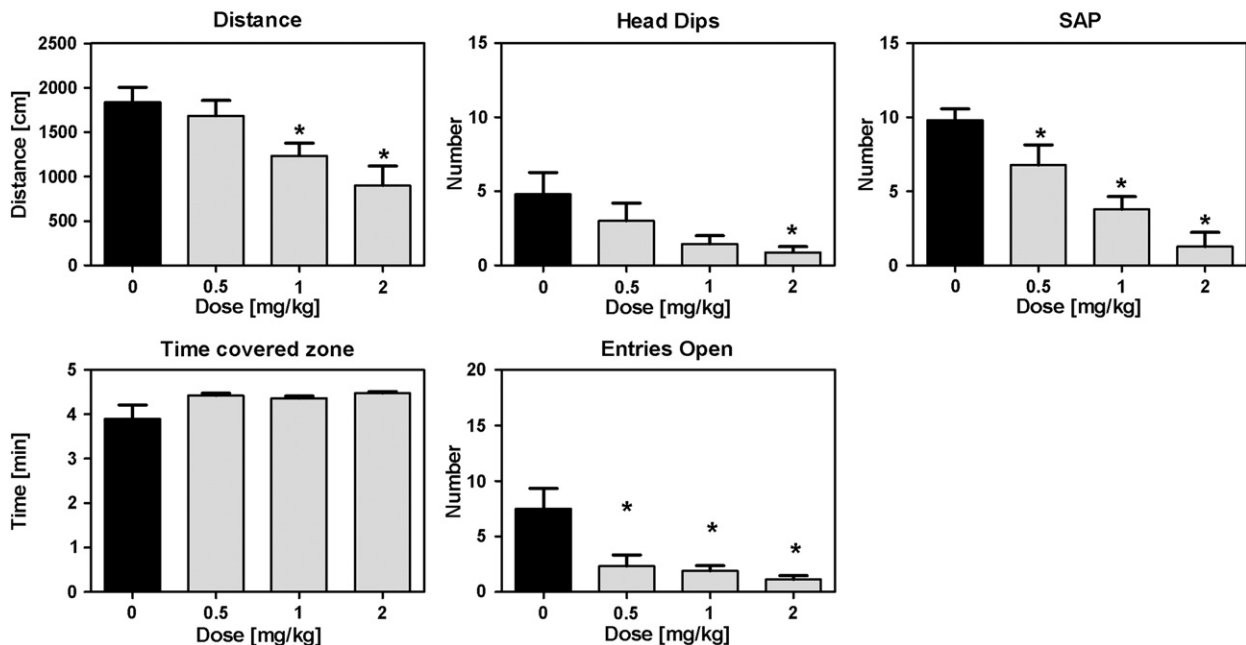 Distance
Distance [cm]
2500
2000
1500
1000
500
0
*
*
0 0.5 1 2
Dose [mg/kg]
Head Dips
Number
15
10
5
0
*
0 0.5 1 2
Dose [mg/kg]
SAP
Number
15
10
5
0
*
*
*
0 0.5 1 2
Dose [mg/kg]
Time covered zone
Time [min]
5
4
3
2
1
0
0 0.5 1 2
Dose [mg/kg]
Entries Open
Number
20
15
10
5
0
*
*
*
0 0.5 1 2
Dose [mg/kg]